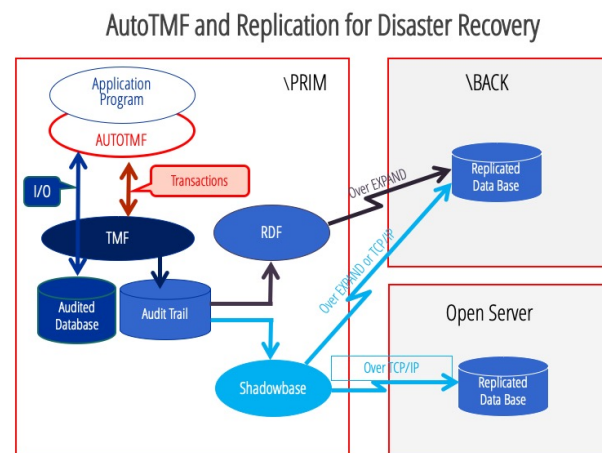 AutoTMF and Replication for Disaster Recovery
\PRIM
\BACK
Application
Program
AUTOTMF
I/O
Transactions
TMF
RDF
Over EXPAND
Replicated
Data Base
Audited
Database
Audit Trail
Over EXPAND or TCP/IP
Open Server
Shadowbase
Over TCP/IP
Replicated
Data Base